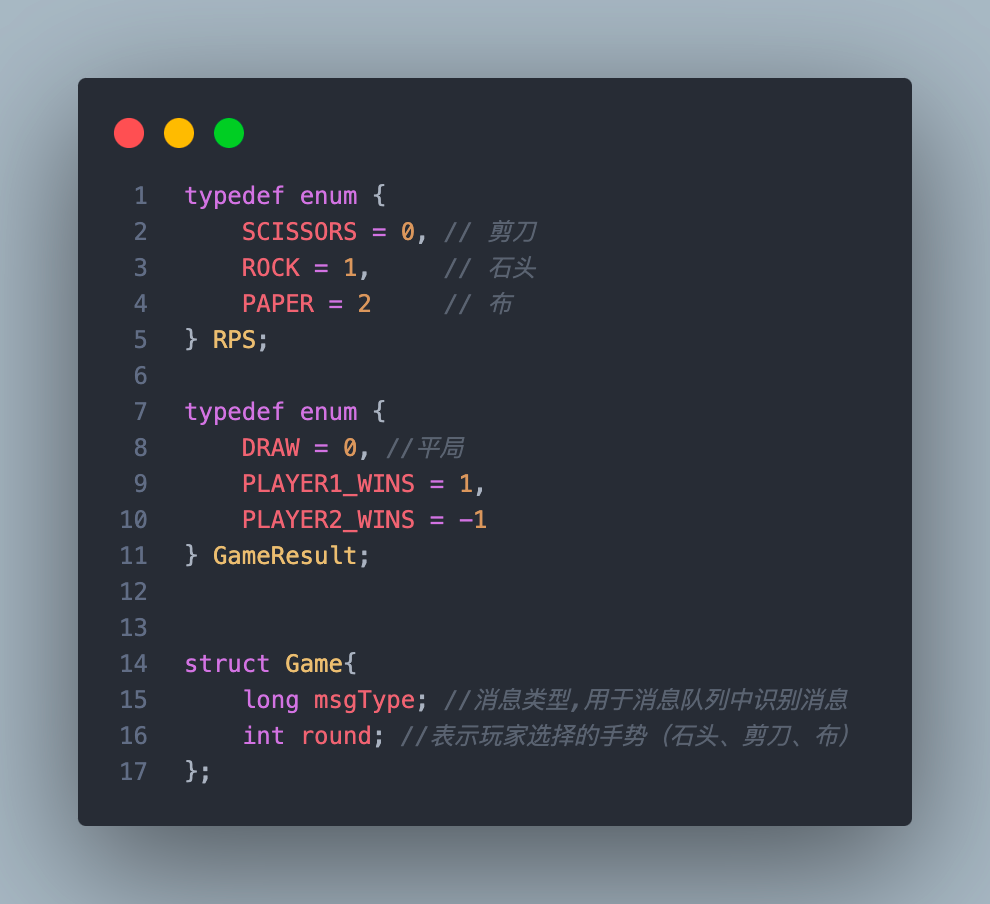 1 typedef enum {
2     SCISSORS = 0, // 剪刀
3     ROCK = 1,     // 石头
4     PAPER = 2     // 布
5 } RPS;
6
7 typedef enum {
8     DRAW = 0, //平局
9     PLAYER1_WINS = 1,
10     PLAYER2_WINS = -1
11 } GameResult;
12
13
14 struct Game{
15     long msgType; //消息类型,用于消息队列中识别消息
16     int round; //表示玩家选择的手势（石头、剪刀、布）
17 };